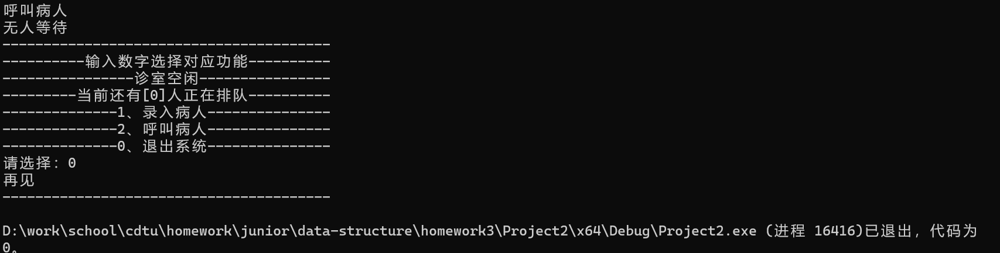 呼叫病人
无人等待
----------------------------------------
----------输入数字选择对应功能----------
----------------诊室空闲----------------
---------当前还有[0]人正在排队----------
--------------1、录入病人---------------
--------------2、呼叫病人---------------
--------------0、退出系统---------------
请选择：0
再见
----------------------------------------
D:\work\school\cdtu\homework\junior\data-structure\homework3\Project2\x64\Debug\Project2.exe (进程 16416)已退出，代码为
0。